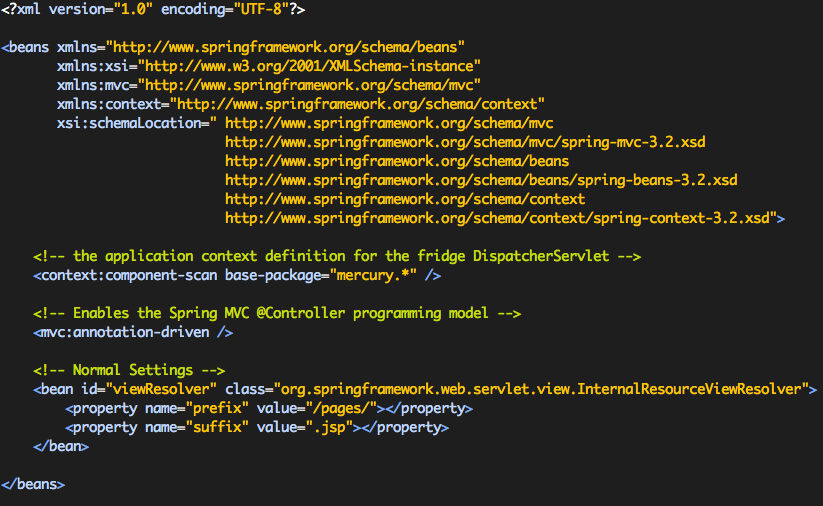 <?xml version="1.0" encoding="UTF-8"?>
<beans xmlns="http://www.springframework.org/schema/beans"
xmlns:xsi="http://www.w3.org/2001/XMLSchema-instance"
xmlns:mvc="http://www.springframework.org/schema/mvc"
xmlns:context="http://www.springframework.org/schema/context"
xsi:schemaLocation=" http://www.springframework.org/schema/mvc
http://www.springframework.org/schema/mvc/spring-mvc-3.2.xsd
http://www.springframework.org/schema/beans
http://www.springframework.org/schema/beans/spring-beans-3.2.xsd
http://www.springframework.org/schema/context
http://www.springframework.org/schema/context/spring-context-3.2.xsd">
<!-- the application context definition for the fridge DispatcherServlet -->
<context:component-scan base-package="mercury.*" />
<!-- Enables the Spring MVC @Controller programming model -->
<mvc:annotation-driven />
<!-- Normal Settings -->
<bean id="viewResolver" class="org.springframework.web.servlet.view.InternalResourceViewResolver">
<property name="prefix" value="/pages/"></property>
<property name="suffix" value=".jsp"></property>
</bean>
</beans>